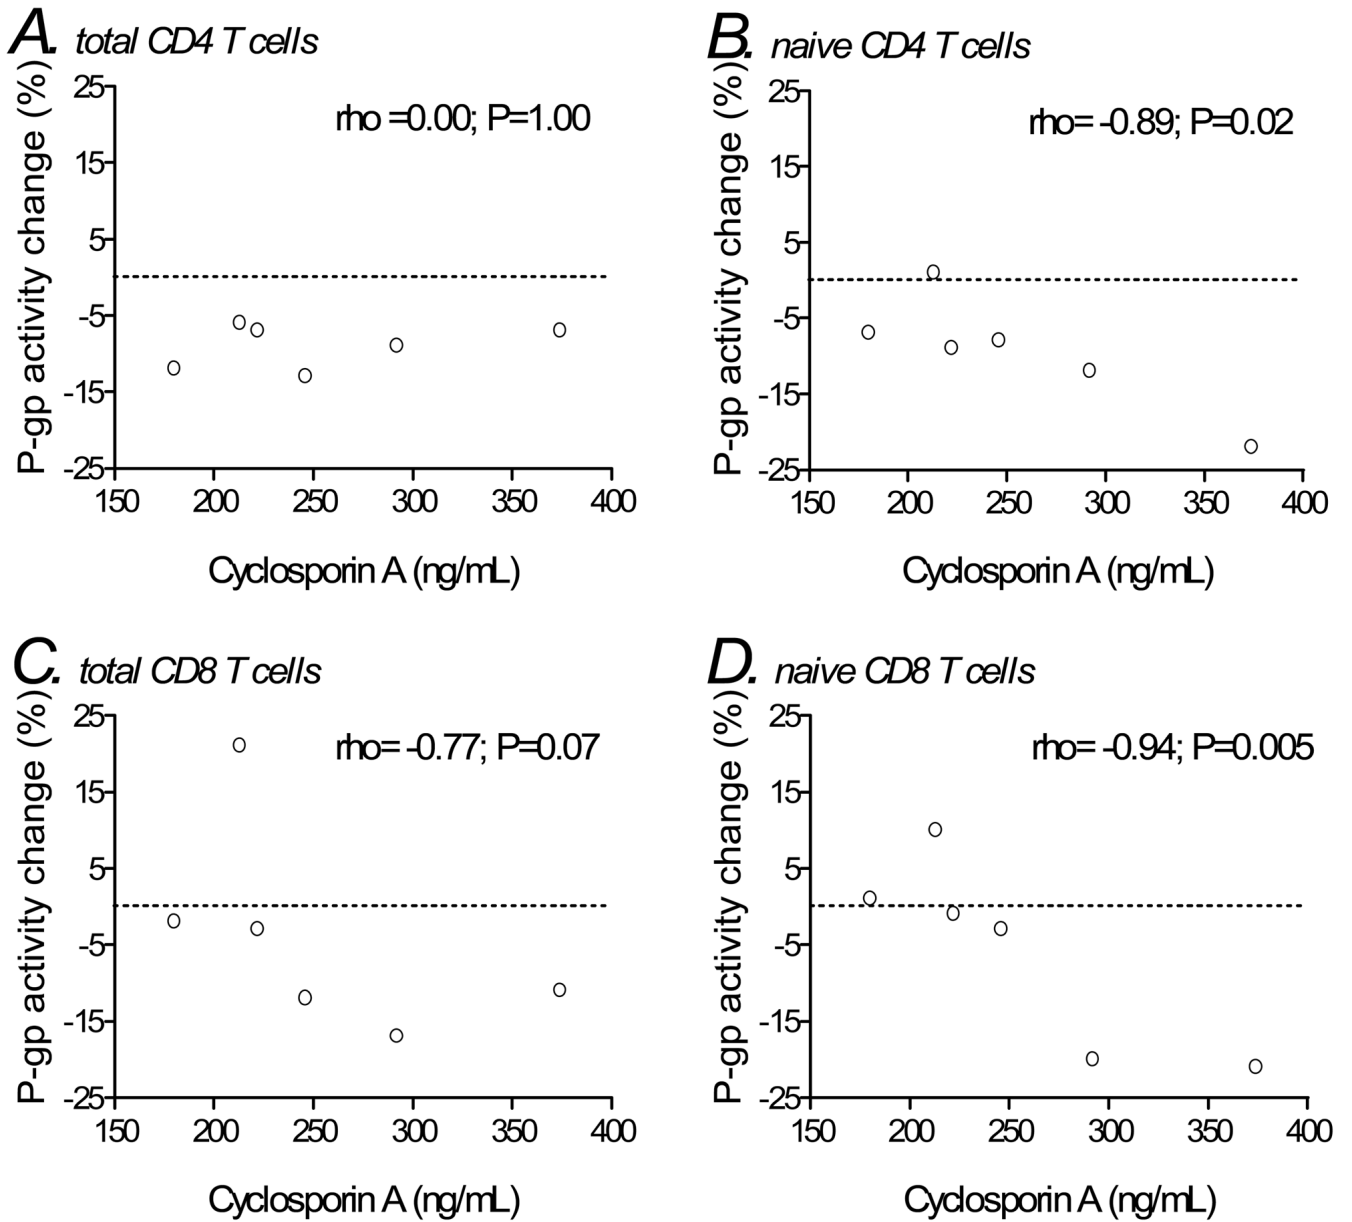 A. total CD4 T cells
P-gp activity change (%)
rho =0.00; P=1.00
25
15
5
-5
-15
-25
150 200 250 300 350 400
Cyclosporin A (ng/mL)
B. naive CD4 T cells
P-gp activity change (%)
rho= -0.89; P=0.02
25
15
5
-5
-15
-25
150 200 250 300 350 400
Cyclosporin A (ng/mL)
C. total CD8 T cells
P-gp activity change (%)
rho= -0.77; P=0.07
25
15
5
-5
-15
-25
150 200 250 300 350 400
Cyclosporin A (ng/mL)
D. naive CD8 T cells
P-gp activity change (%)
rho= -0.94; P=0.005
25
15
5
-5
-15
-25
150 200 250 300 350 400
Cyclosporin A (ng/mL)